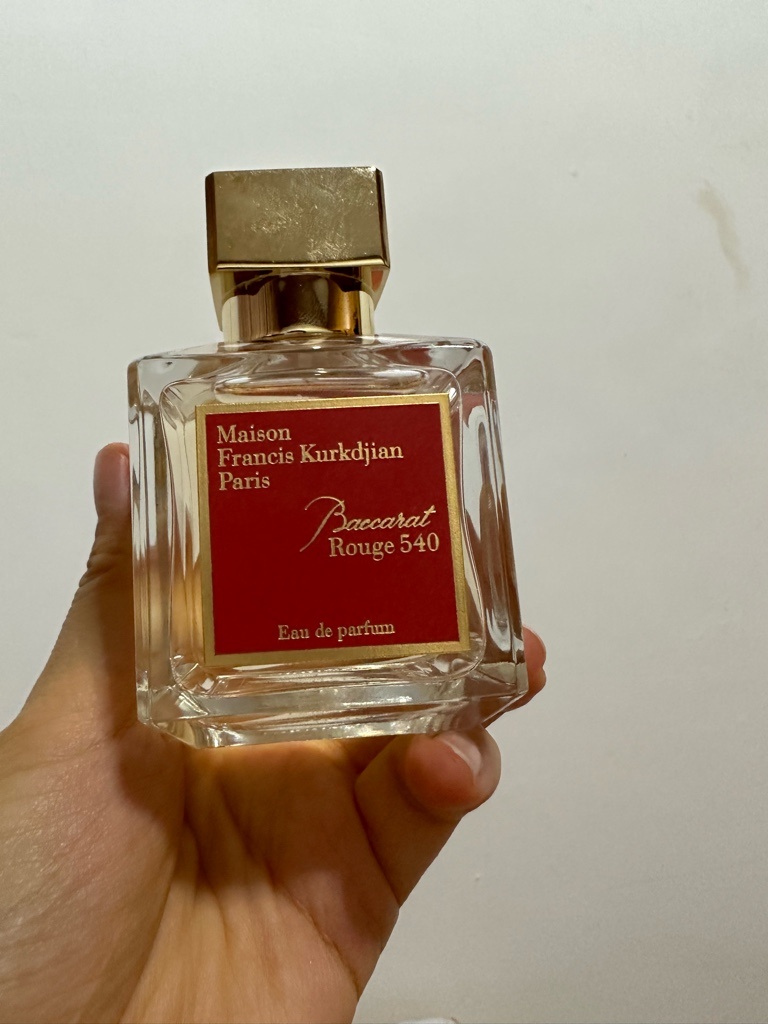 Maison
Francis Kurkdjian
Paris
Baccarat
Rouge 540
Eau de parfum